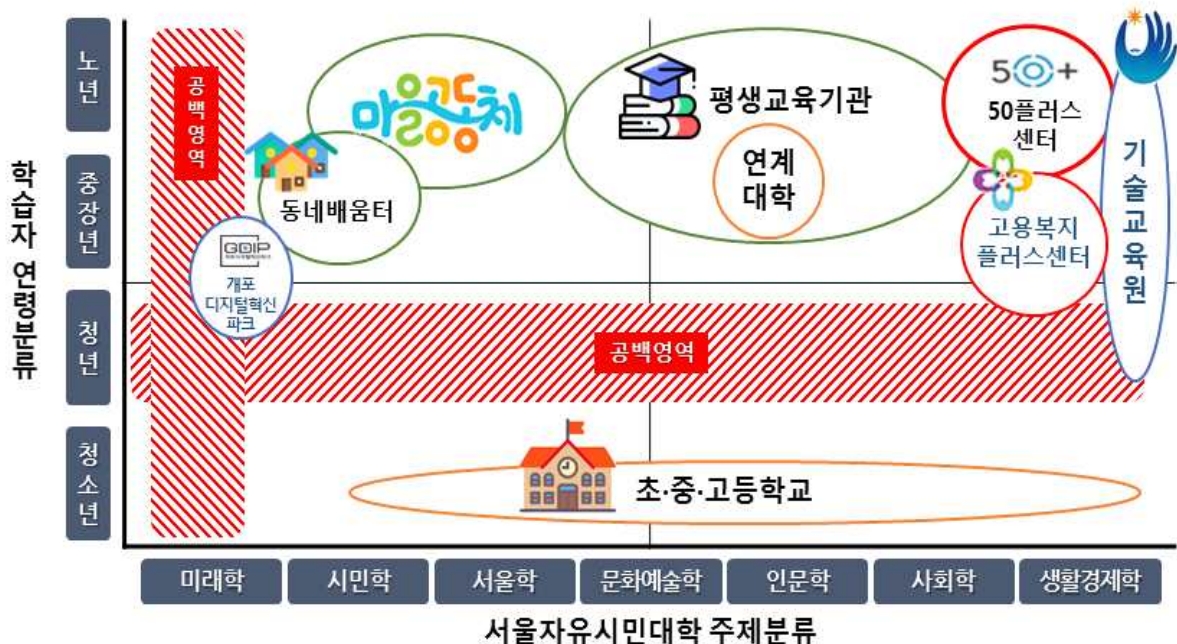 학습자 연령분류
노년
중장년
청년
청소년
공백영역
마을공동체
동네배움터
GDIP
개포
디지털혁신
파크
평생교육기관
연계
대학
50+
50플러스
센터
고용복지
플러스센터
기술교육원
공백영역
초·중·고등학교
미래학
시민학
서울학
문화예술학
인문학
사회학
생활경제학
서울자유시민대학 주제분류